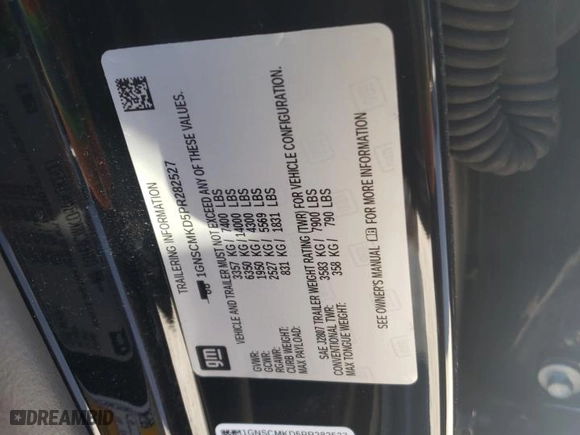 TRAILERING INFORMATION
1GNSCMKD5PR282527
VEHICLE AND TRAILER MUST NOT EXCEED ANY OF THESE VALUES.
GVWR: 3357 KG/ 7400 LBS
GCWR: 6350 KG/ 14000 LBS
RGAWR: 1950 KG/ 4300 LBS
CURB WEIGHT: 2527 KG/ 5569 LBS
MAX PAYLOAD: 831 KG/ 1831 LBS
SAE J2807 TRAILER WEIGHT RATING (TWR) FOR VEHICLE CONFIGURATION.
CONVENTIONAL TWR: 3583 KG/ 7900 LBS
MAX TONGUE WEIGHT: 358 KG/ 790 LBS
SEE OWNER'S MANUAL FOR MORE INFORMATION
gm
1GNSCMKD5PR282527
DREAMBID